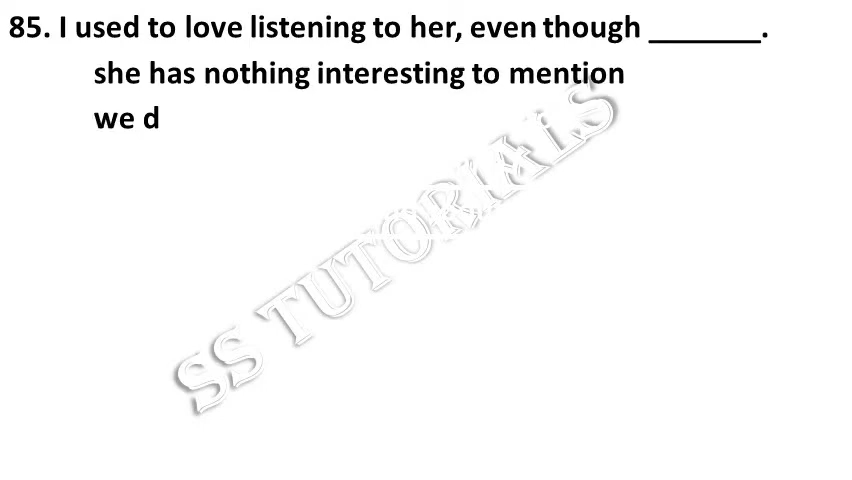 85. I used to love listening to her, even though _______.
she has nothing interesting to mention
we d
SS TUTORIALS